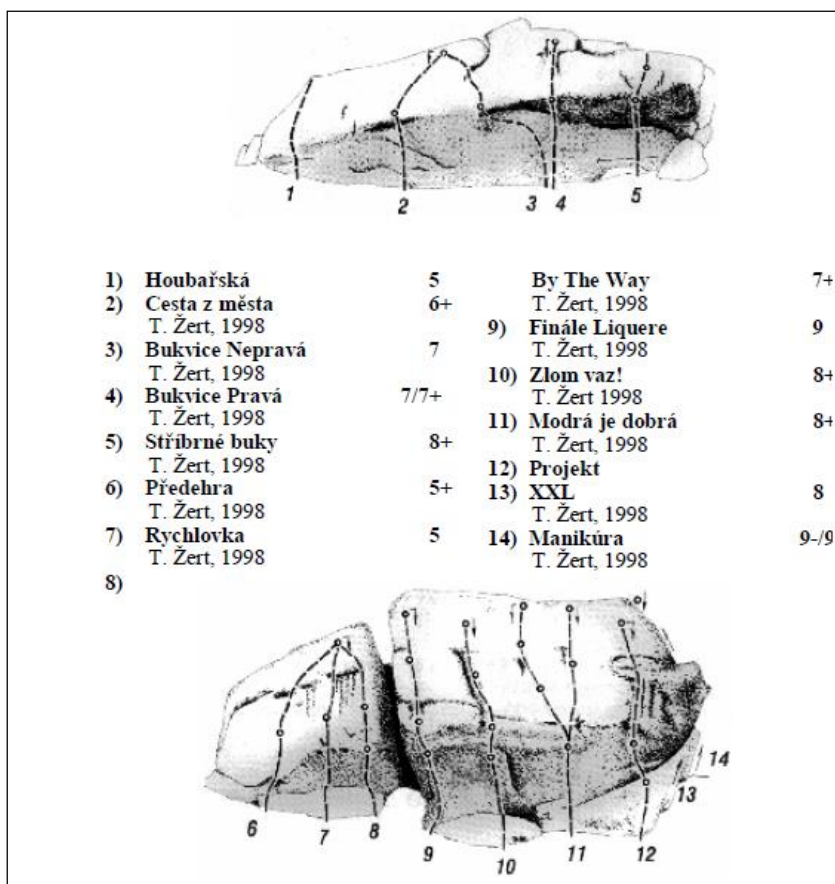 1
2
3
4
5
1) Houbařská 5
2) Cesta z města 6+
T. Žert, 1998
3) Bukvice Nepravá 7
T. Žert, 1998
4) Bukvice Pravá 7/7+
T. Žert, 1998
5) Stříbrné buky 8+
T. Žert, 1998
6) Předehra 5+
T. Žert, 1998
7) Rychlovka 5
T. Žert, 1998
8)
By The Way 7+
T. Žert, 1998
9) Finále Liquere 9
T. Žert, 1998
10) Zlom vaz! 8+
T. Žert 1998
11) Modrá je dobrá 8+
T. Žert, 1998
12) Projekt
13) XXL 8
T. Žert, 1998
14) Manikúra 9-/9
T. Žert, 1998
6
7
8
9
10
11
12
13
14